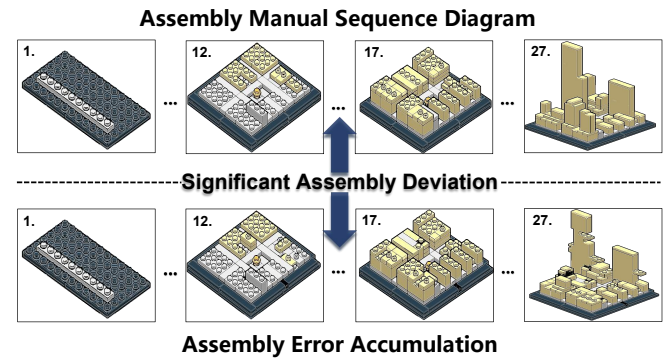 Assembly Manual Sequence Diagram
1. 12. 17. 27.
... ... ...
Significant Assembly Deviation
1. 12. 17. 27.
... ... ...
Assembly Error Accumulation